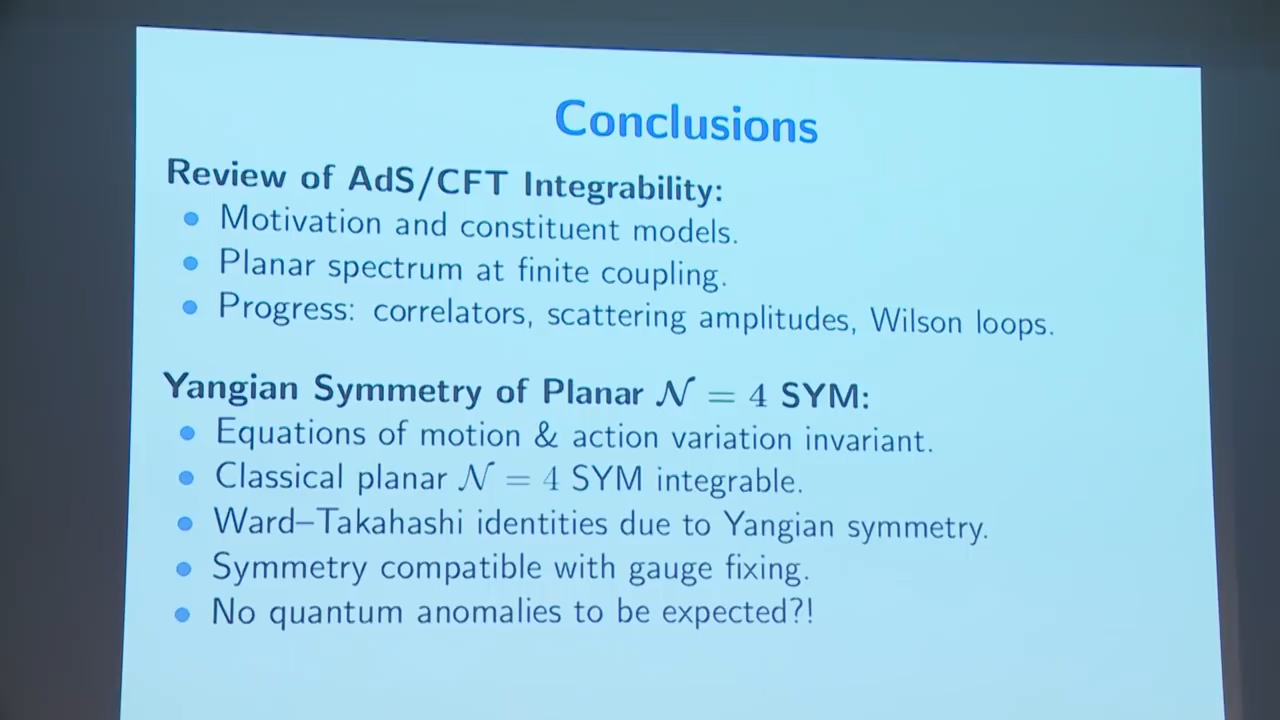 Conclusions
Review of AdS/CFT Integrability:
• Motivation and constituent models.
• Planar spectrum at finite coupling.
• Progress: correlators, scattering amplitudes, Wilson loops.
Yangian Symmetry of Planar 𝒩 = 4 SYM:
• Equations of motion & action variation invariant.
• Classical planar 𝒩 = 4 SYM integrable.
• Ward–Takahashi identities due to Yangian symmetry.
• Symmetry compatible with gauge fixing.
• No quantum anomalies to be expected?!